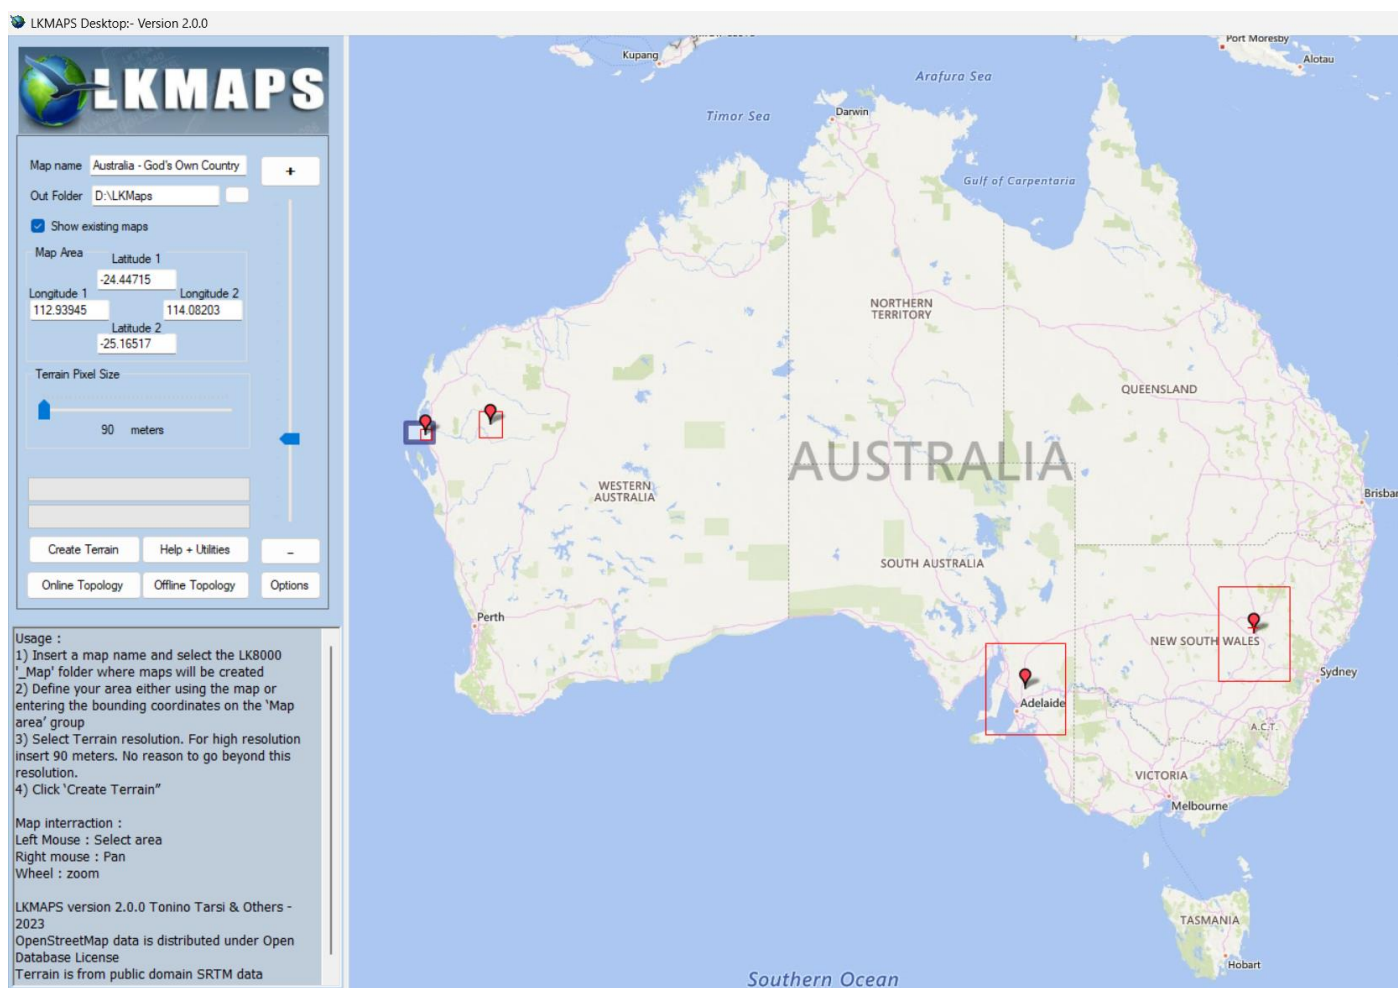 LKMAPS Desktop:- Version 2.0.0
LKMAPS
Map name
Australia - God's Own Country
+
Out Folder
D:\LKMaps
Show existing maps
Map Area
Latitude 1
-24.44715
Longitude 1
Longitude 2
112.93945
114.08203
Latitude 2
-25.16517
Terrain Pixel Size
90 meters
Create Terrain
Help + Utilities
-
Online Topology
Offline Topology
Options
Usage :
1) Insert a map name and select the LK8000
'_Map' folder where maps will be created
2) Define your area either using the map or
entering the bounding coordinates on the 'Map
area' group
3) Select Terrain resolution. For high resolution
insert 90 meters. No reason to go beyond this
resolution.
4) Click 'Create Terrain"
Map interraction :
Left Mouse : Select area
Right mouse : Pan
Wheel : zoom
LKMAPS version 2.0.0 Tonino Tarsi & Others -
2023
OpenStreetMap data is distributed under Open
Database License
Terrain is from public domain SRTM data
Kupang
Port Moresby
Alotau
Arafura Sea
Timor Sea
Darwin
Gulf of Carpentaria
NORTHERN
TERRITORY
QUEENSLAND
AUSTRALIA
WESTERN
AUSTRALIA
Brisba
SOUTH AUSTRALIA
Perth
NEW SOUTH WALES
Sydney
Adelaide
A.C.T.
VICTORIA
Melbourne
TASMANIA
Hobart
Southern Ocean